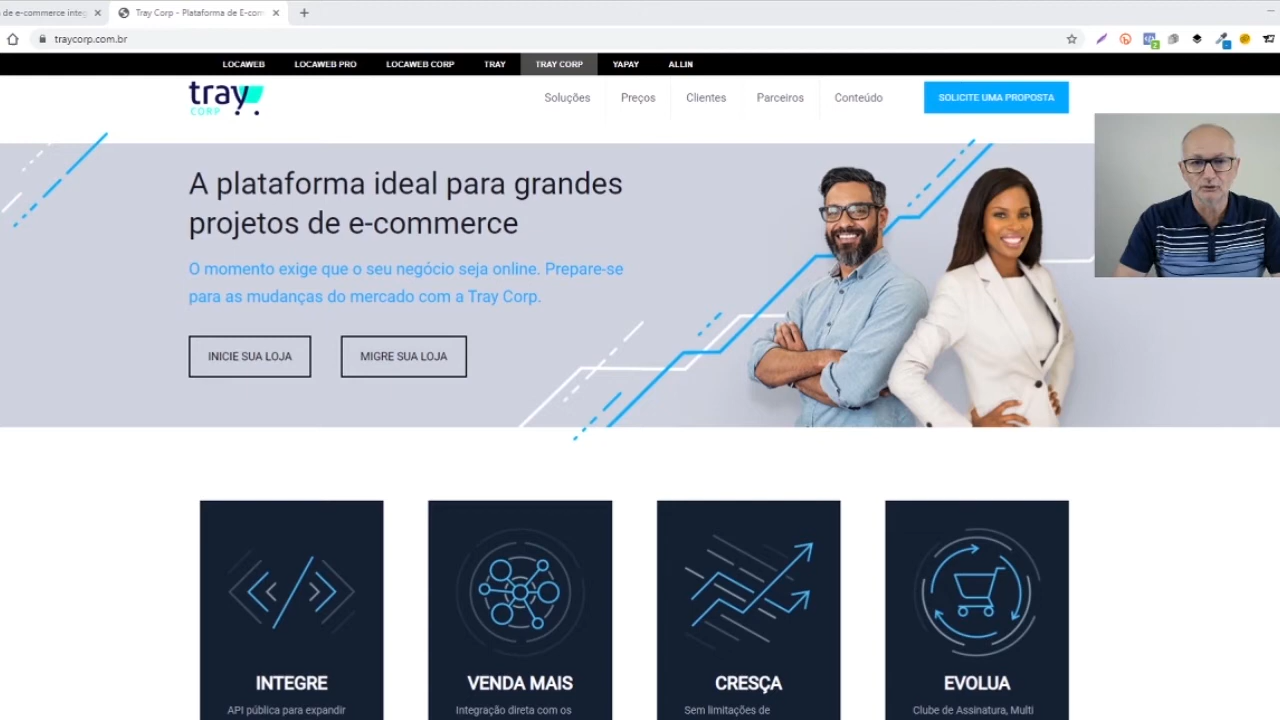 de e-commerce integ
Tray Corp - Plataforma de E-com
traycorp.com.br
LOCAWEB LOCAWEB PRO LOCAWEB CORP TRAY TRAY CORP YAPAY ALLIN
tray
CORP
Soluções Preços Clientes Parceiros Conteúdo SOLICITE UMA PROPOSTA
A plataforma ideal para grandes
projetos de e-commerce
O momento exige que o seu negócio seja online. Prepare-se
para as mudanças do mercado com a Tray Corp.
INICIE SUA LOJA MIGRE SUA LOJA
INTEGRE VENDA MAIS CRESÇA EVOLUA
API pública para expandir Integração direta com os Sem limitações de Clube de Assinatura, Multi